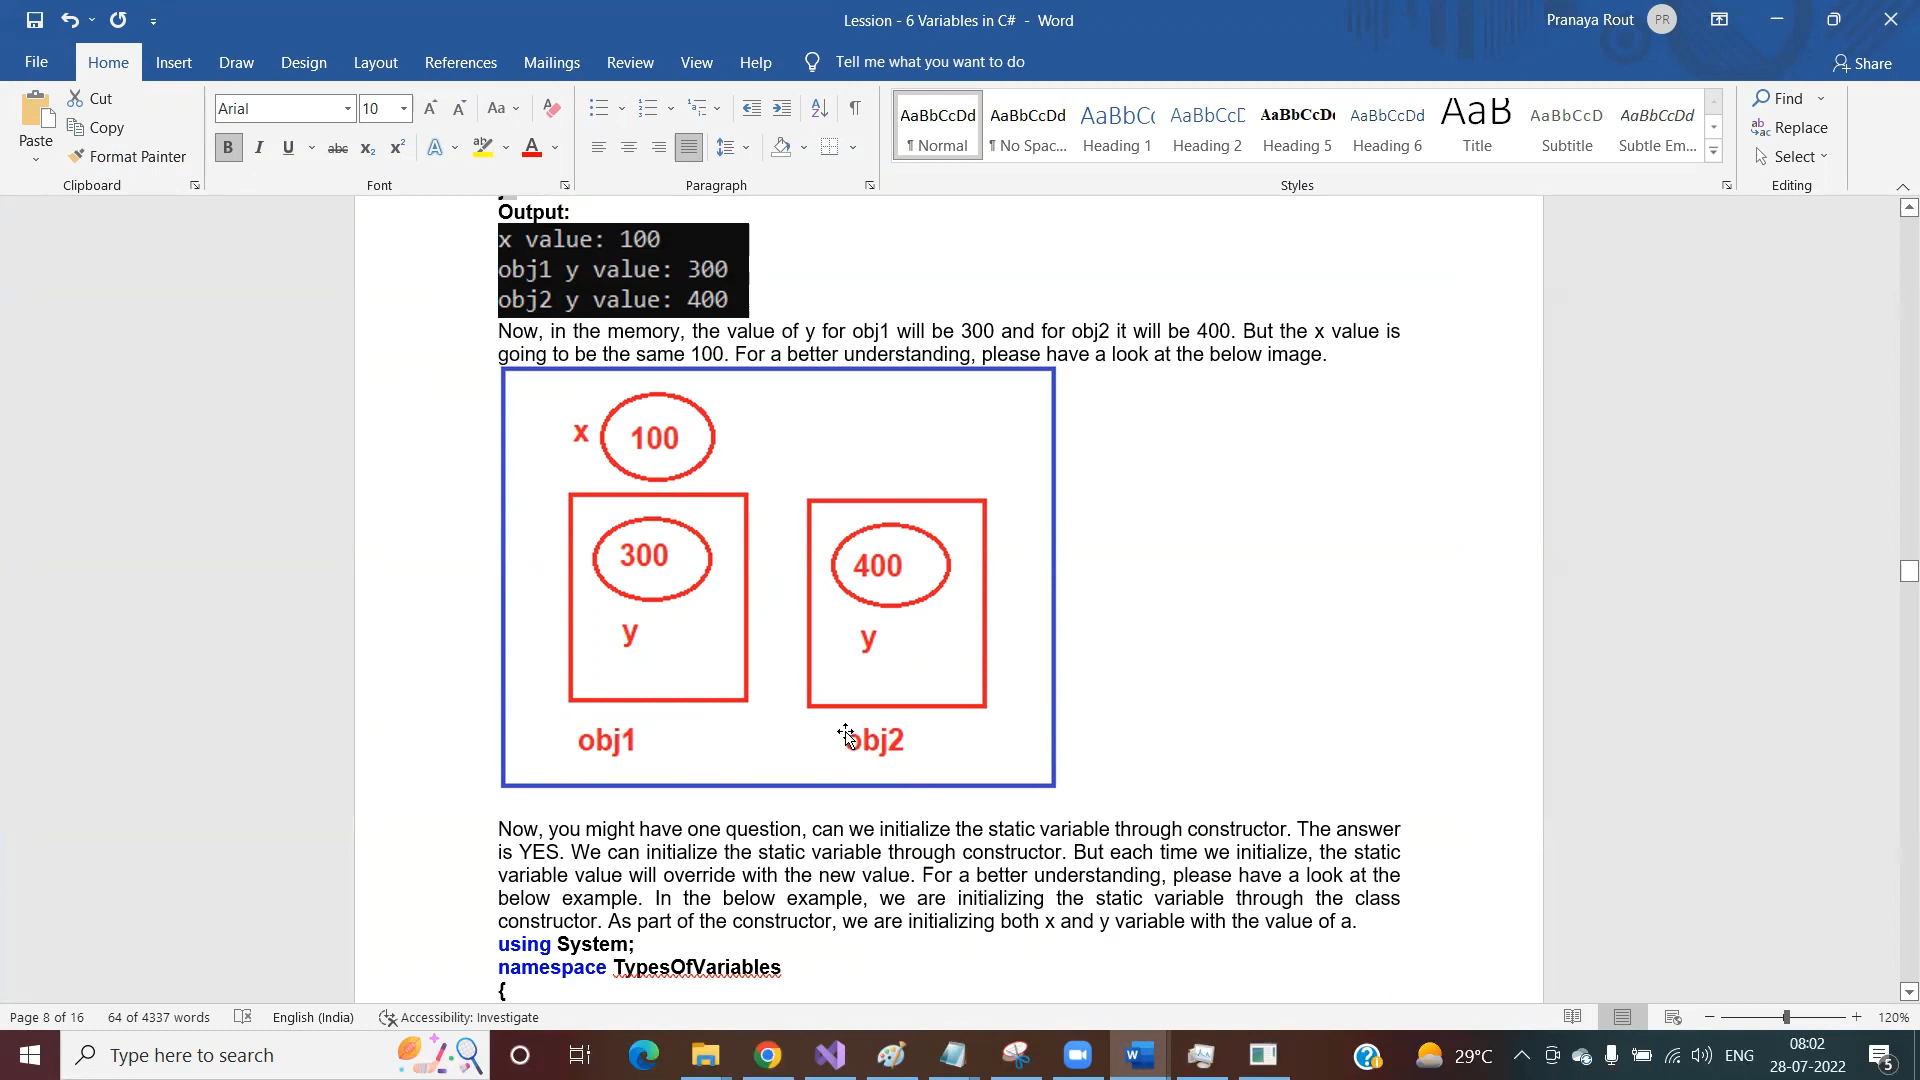 Lession - 6 Variables in C# - Word
Pranaya Rout
PR
File Home Insert Draw Design Layout References Mailings Review View Help Tell me what you want to do
Share
Paste
Cut
Copy
Format Painter
Clipboard
Arial 10
Font
Paragraph
AaBbCcDd AaBbCcDd AaBbC AaBbCcD AaBbCcDc AaBbCcDd AaB AaBbCcD AaBbCcDd
¶ Normal ¶ No Spac... Heading 1 Heading 2 Heading 5 Heading 6 Title Subtitle Subtle Em...
Styles
Find
Replace
Select
Editing
Output:
x value: 100
obj1 y value: 300
obj2 y value: 400
Now, in the memory, the value of y for obj1 will be 300 and for obj2 it will be 400. But the x value is
going to be the same 100. For a better understanding, please have a look at the below image.
x 100
300 400
y y
obj1 obj2
Now, you might have one question, can we initialize the static variable through constructor. The answer
is YES. We can initialize the static variable through constructor. But each time we initialize, the static
variable value will override with the new value. For a better understanding, please have a look at the
below example. In the below example, we are initializing the static variable through the class
constructor. As part of the constructor, we are initializing both x and y variable with the value of a.
using System;
namespace TypesOfVariables
{
Page 8 of 16 64 of 4337 words English (India) Accessibility: Investigate 120%
Type here to search
29°C ENG
08:02
28-07-2022
5